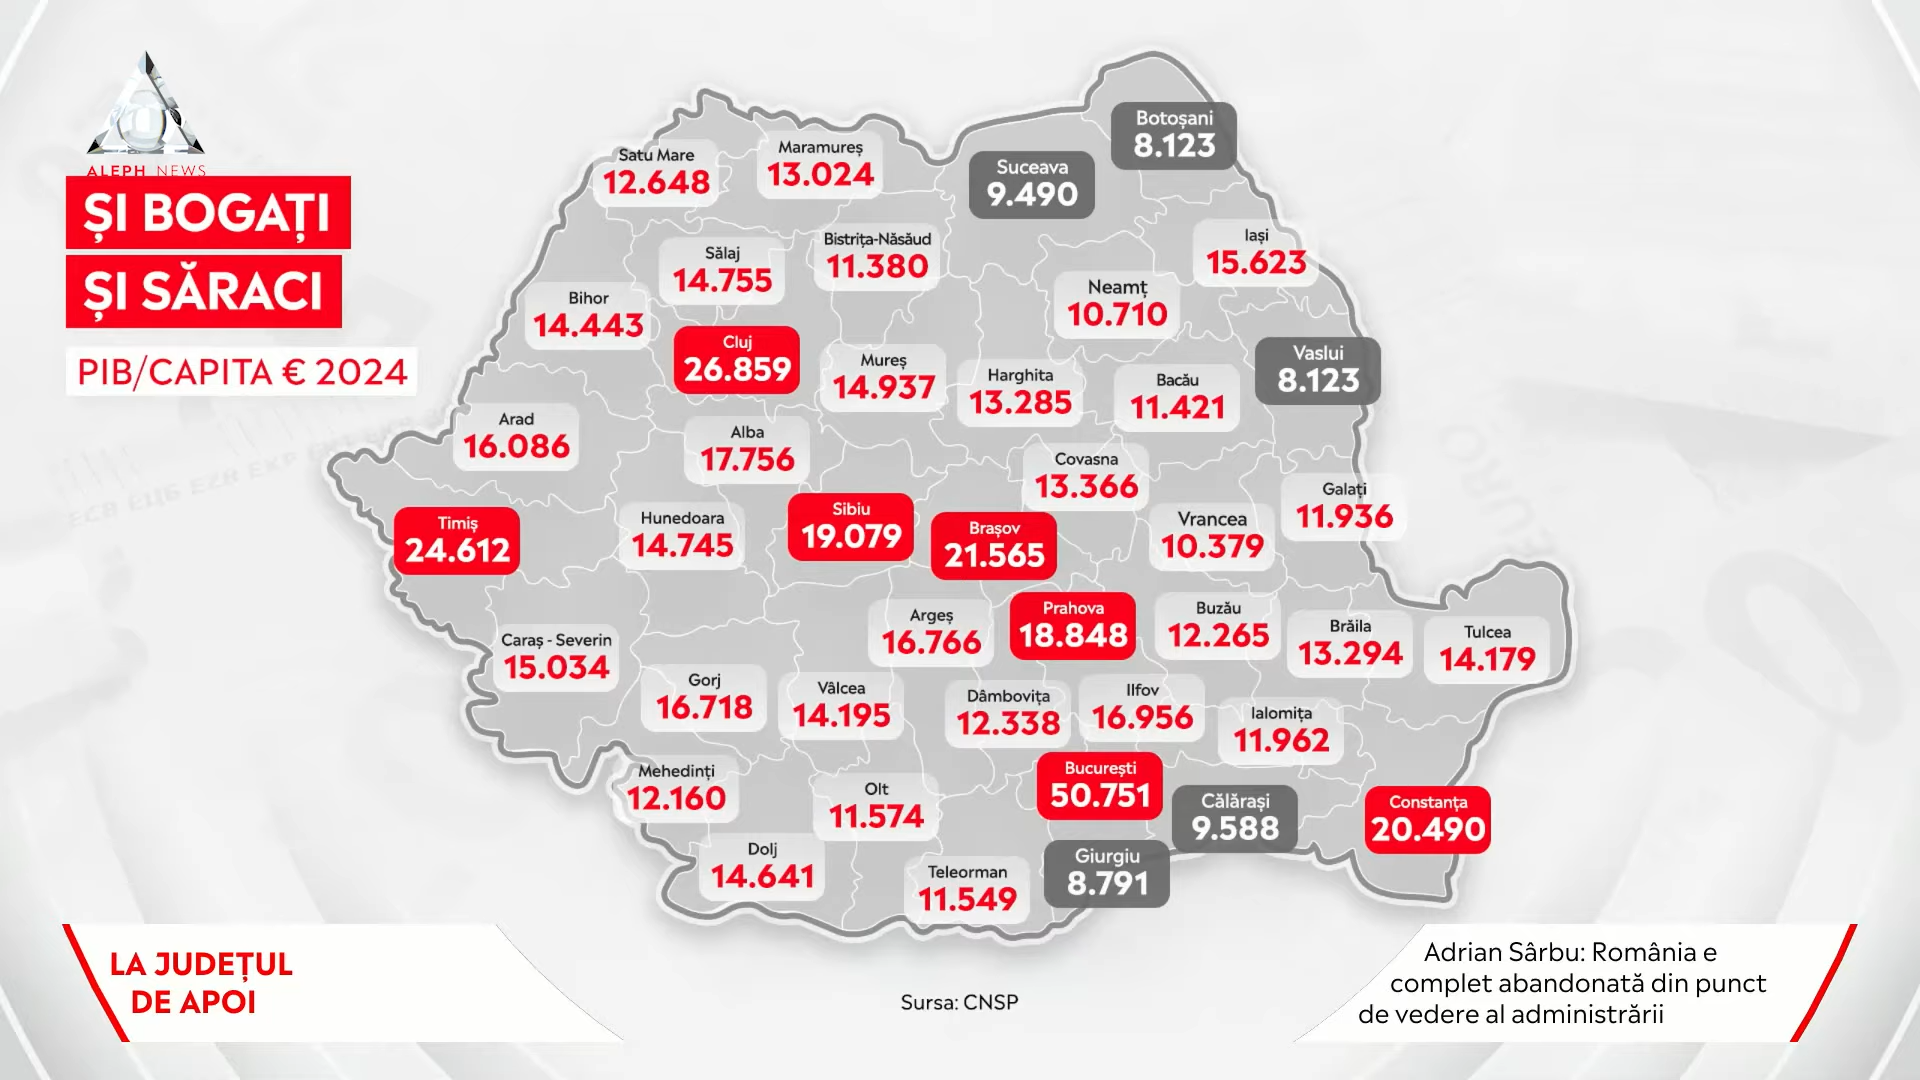 ALEPH NEWS
ȘI BOGAȚI
ȘI SĂRACI
PIB/CAPITA € 2024
Botoșani
8.123
Suceava
9.490
Maramureș
13.024
Satu Mare
12.648
Iași
15.623
Bistrița-Năsăud
11.380
Sălaj
14.755
Neamț
10.710
Bihor
14.443
Cluj
26.859
Vaslui
8.123
Mureș
14.937
Harghita
13.285
Bacău
11.421
Arad
16.086
Alba
17.756
Covasna
13.366
Galați
11.936
Timiș
24.612
Hunedoara
14.745
Sibiu
19.079
Brașov
21.565
Vrancea
10.379
Argeș
16.766
Prahova
18.848
Buzău
12.265
Brăila
13.294
Tulcea
14.179
Caraș - Severin
15.034
Gorj
16.718
Vâlcea
14.195
Dâmbovița
12.338
Ilfov
16.956
Ialomița
11.962
Mehedinți
12.160
Olt
11.574
București
50.751
Călărași
9.588
Constanța
20.490
Dolj
14.641
Teleorman
11.549
Giurgiu
8.791
LA JUDEȚUL
DE APOI
Sursa: CNSP
Adrian Sârbu: România e
complet abandonată din punct
de vedere al administrării